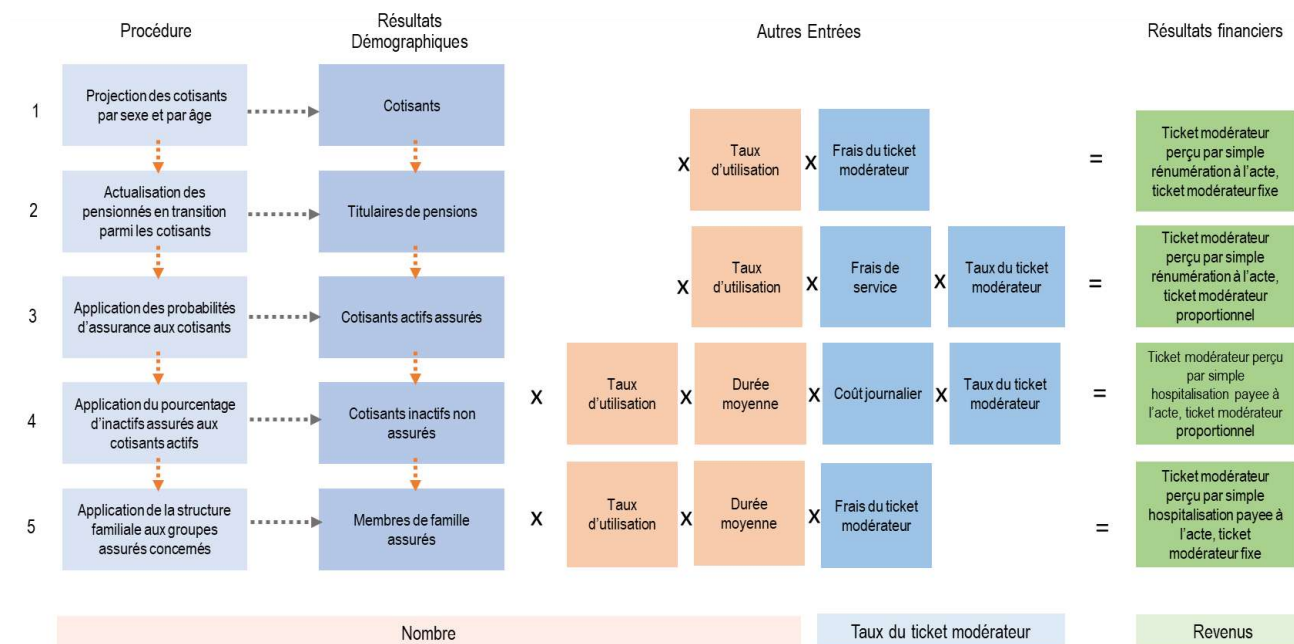 Procédure
Résultats
Démographiques
Autres Entrées
Résultats financiers
1
Projection des cotisants
par sexe et par âge
Cotisants
x
Taux
d'utilisation
x
Frais du ticket
modérateur
=
Ticket modérateur
perçu par simple
rénumération à l'acte,
ticket modérateur fixe
2
Actualisation des
pensionnés en transition
parmi les cotisants
Titulaires de pensions
x
Taux
d'utilisation
x
Frais de
service
x
Taux du ticket
modérateur
=
Ticket modérateur
perçu par simple
rénumération à l'acte,
ticket modérateur
proportionnel
3
Application des probabilités
d'assurance aux cotisants
Cotisants actifs assurés
4
Application du pourcentage
d'inactifs assurés aux
cotisants actifs
Cotisants inactifs non
assurés
x
Taux
d'utilisation
x
Durée
moyenne
x
Coût journalier
x
Taux du ticket
modérateur
=
Ticket modérateur perçu
par simple
hospitalisation payee à
l'acte, ticket modérateur
proportionnel
5
Application de la structure
familiale aux groupes
assurés concernés
Membres de famille
assurés
x
Taux
d'utilisation
x
Durée
moyenne
x
Frais du ticket
modérateur
=
Ticket modérateur
perçu par simple
hospitalisation payee à
l'acte, ticket
modérateur fixe
Nombre
Taux du ticket modérateur
Revenus